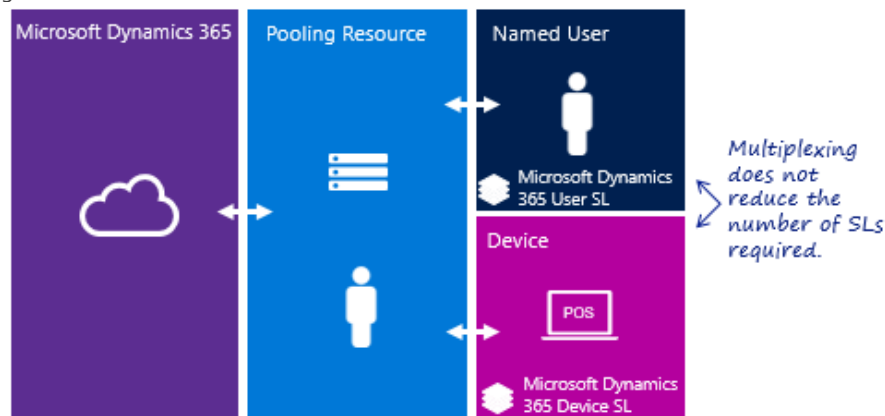 Microsoft Dynamics 365
Pooling Resource
Named User
Microsoft Dynamics
365 User SL
Device
POS
Microsoft Dynamics
365 Device SL
Multiplexing
does not
reduce the
number of SLs
required.